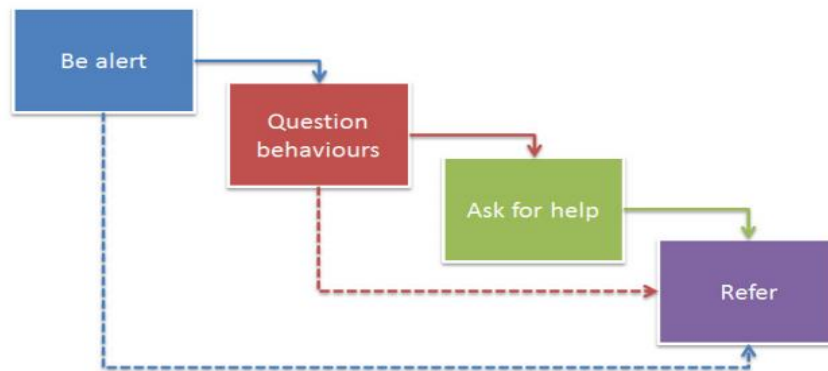 Be alert
Question
behaviours
Ask for help
Refer